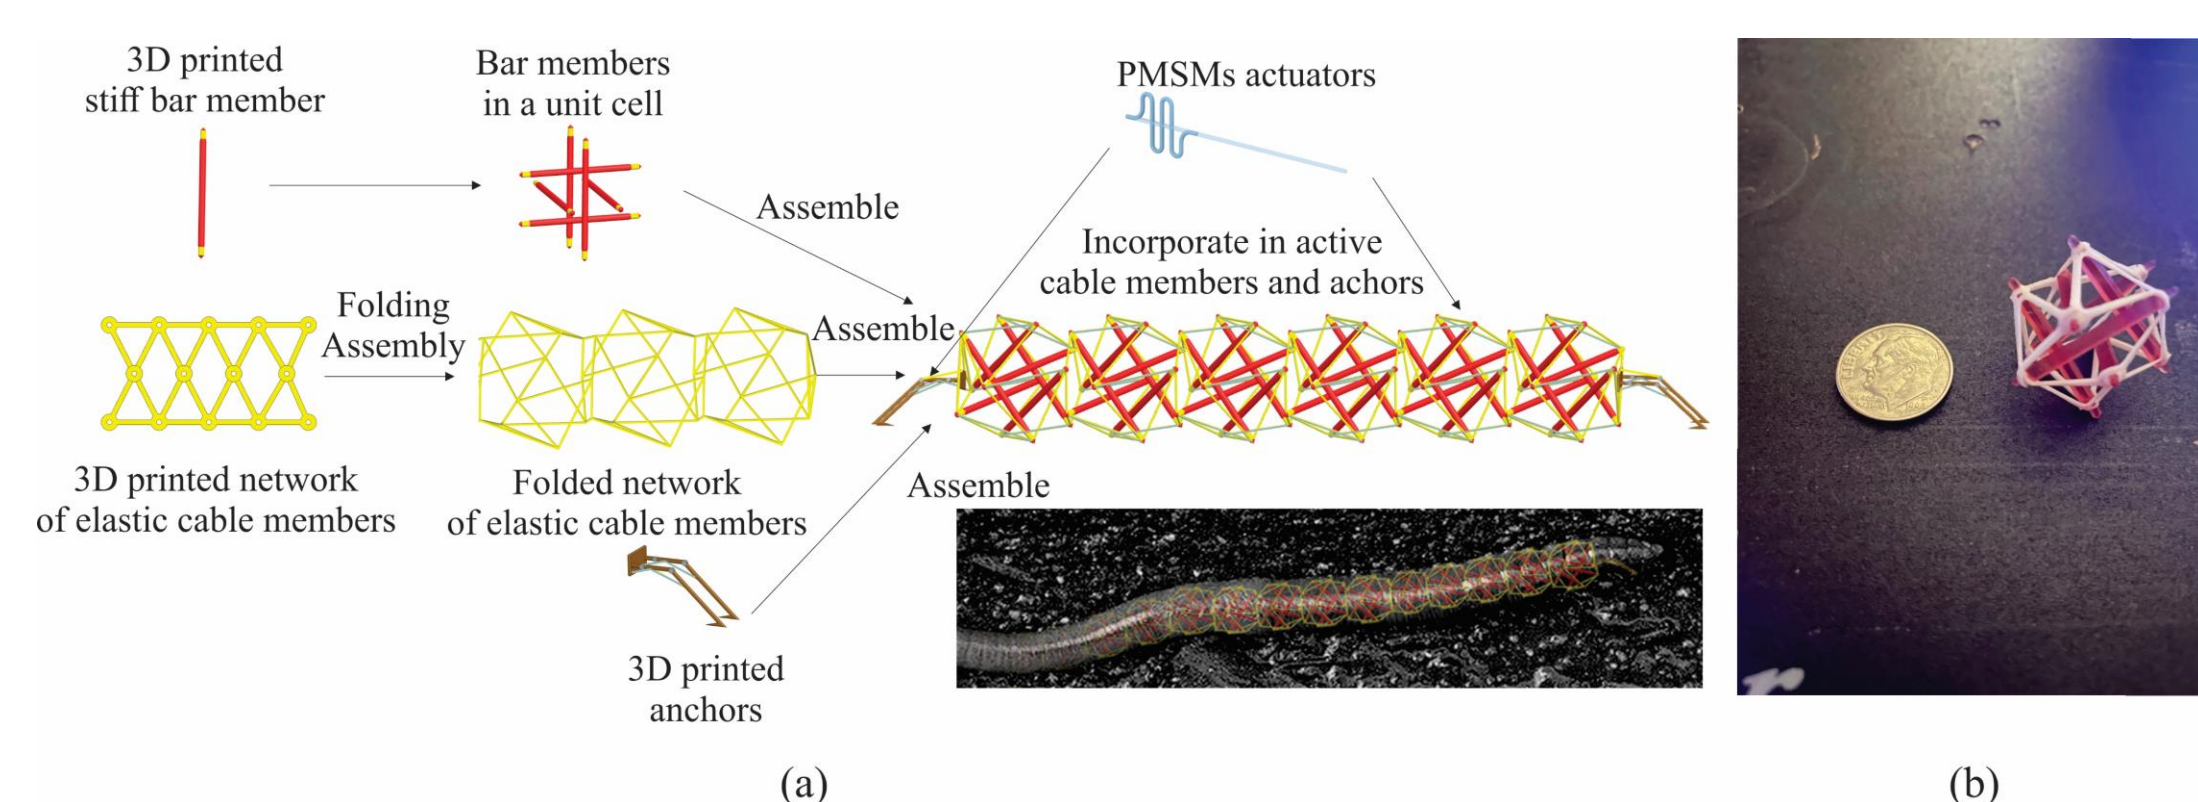 3D printed
stiff bar member
Bar members
in a unit cell
PMSMs actuators
Assemble
Incorporate in active
cable members and achors
Folding
Assembly
Assemble
3D printed network
of elastic cable members
Folded network
of elastic cable members
Assemble
3D printed
anchors
(a)
(b)